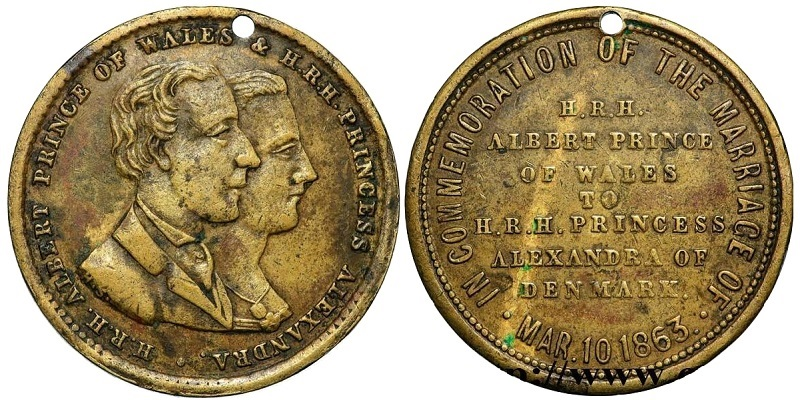 H.R.H. ALBERT PRINCE OF WALES & H.R.H. PRINCESS ALEXANDRA.
IN COMMEMORATION OF THE MARRIAGE OF
H.R.H.
ALBERT PRINCE
OF WALES
TO
H.R.H. PRINCESS
ALEXANDRA OF
DENMARK.
· MAR. 10 1863 ·